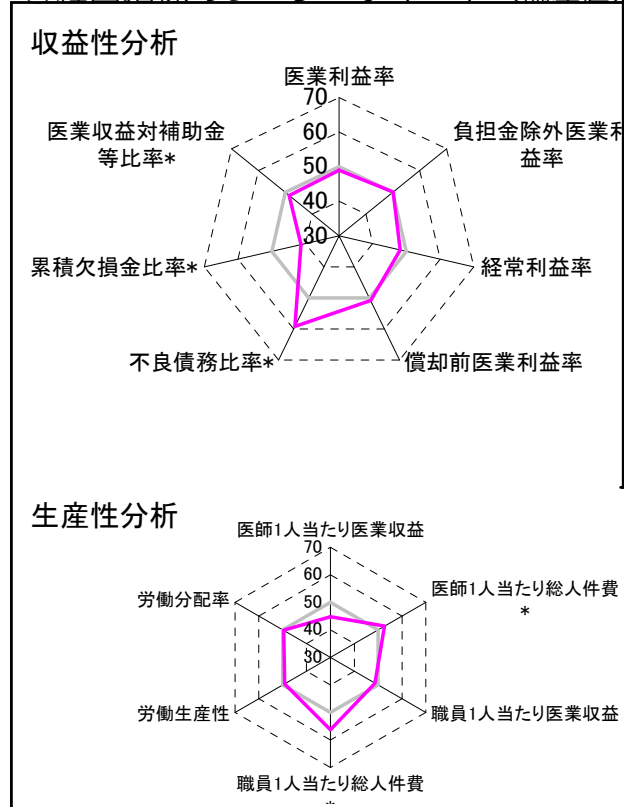 収益性分析
医業利益率
70
60
50
40
30
負担金除外医業利
益率
経常利益率
償却前医業利益率
不良債務比率*
累積欠損金比率*
医業収益対補助金
等比率*
生産性分析
医師1人当たり医業収益
70
60
50
40
30
医師1人当たり総人件費
*
職員1人当たり医業収益
職員1人当たり総人件費
*
労働生産性
労働分配率